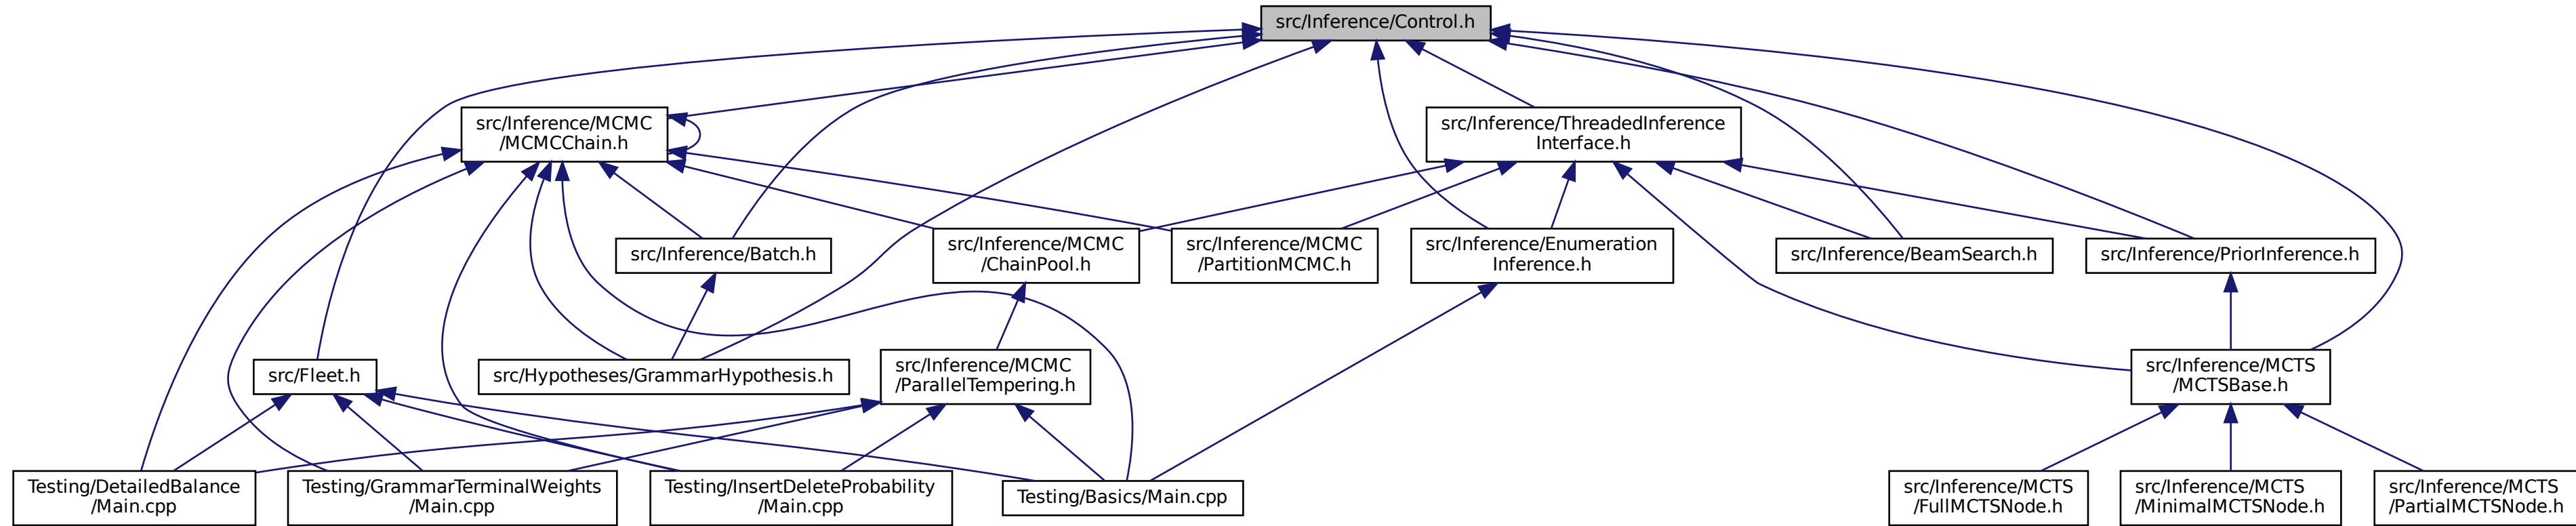 src/Inference/Control.h
src/Inference/MCMC
/MCMCChain.h
src/Inference/ThreadedInference
Interface.h
src/Inference/Batch.h
src/Inference/MCMC
/ChainPool.h
src/Inference/MCMC
/PartitionMCMC.h
src/Inference/Enumeration
Inference.h
src/Inference/BeamSearch.h
src/Inference/PriorInference.h
src/Fleet.h
src/Hypotheses/GrammarHypothesis.h
src/Inference/MCMC
/ParallelTempering.h
src/Inference/MCTS
/MCTSBase.h
Testing/DetailedBalance
/Main.cpp
Testing/GrammarTerminalWeights
/Main.cpp
Testing/InsertDeleteProbability
/Main.cpp
Testing/Basics/Main.cpp
src/Inference/MCTS
/FullMCTSNode.h
src/Inference/MCTS
/MinimalMCTSNode.h
src/Inference/MCTS
/PartialMCTSNode.h